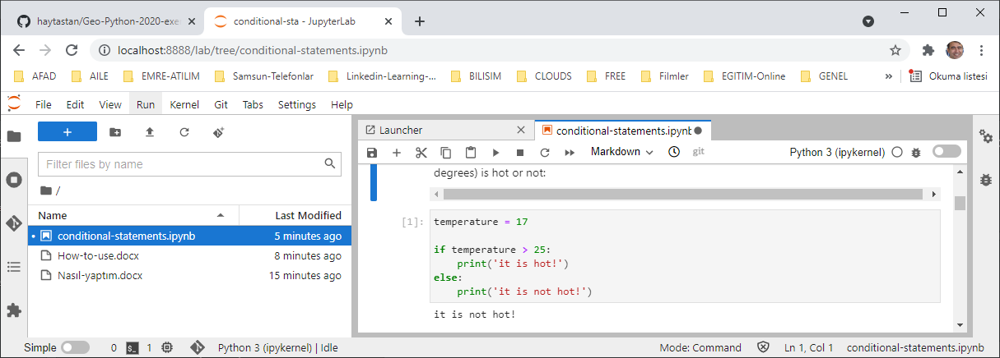 haytastan/Geo-Python-2020-exe
conditional-sta - JupyterLab
localhost:8888/lab/tree/conditional-statements.ipynb
AFAD AILE EMRE-ATILIM Samsun-Telefonlar Linkedin-Learning-... BILISIM CLOUDS FREE Filmler EGITIM-Online GENEL » Okuma listesi
File Edit View Run Kernel Git Tabs Settings Help
Filter files by name
/
Name Last Modified
conditional-statements.ipynb 5 minutes ago
How-to-use.docx 8 minutes ago
Nasıl-yaptım.docx 15 minutes ago
Launcher
conditional-statements.ipynb
Markdown git Python 3 (ipykernel)
degrees) is hot or not:
[1]: temperature = 17
if temperature > 25:
print('it is hot!')
else:
print('it is not hot!')
it is not hot!
Simple 0 $_ 1 Python 3 (ipykernel) | Idle Mode: Command Ln 1, Col 1 conditional-statements.ipynb